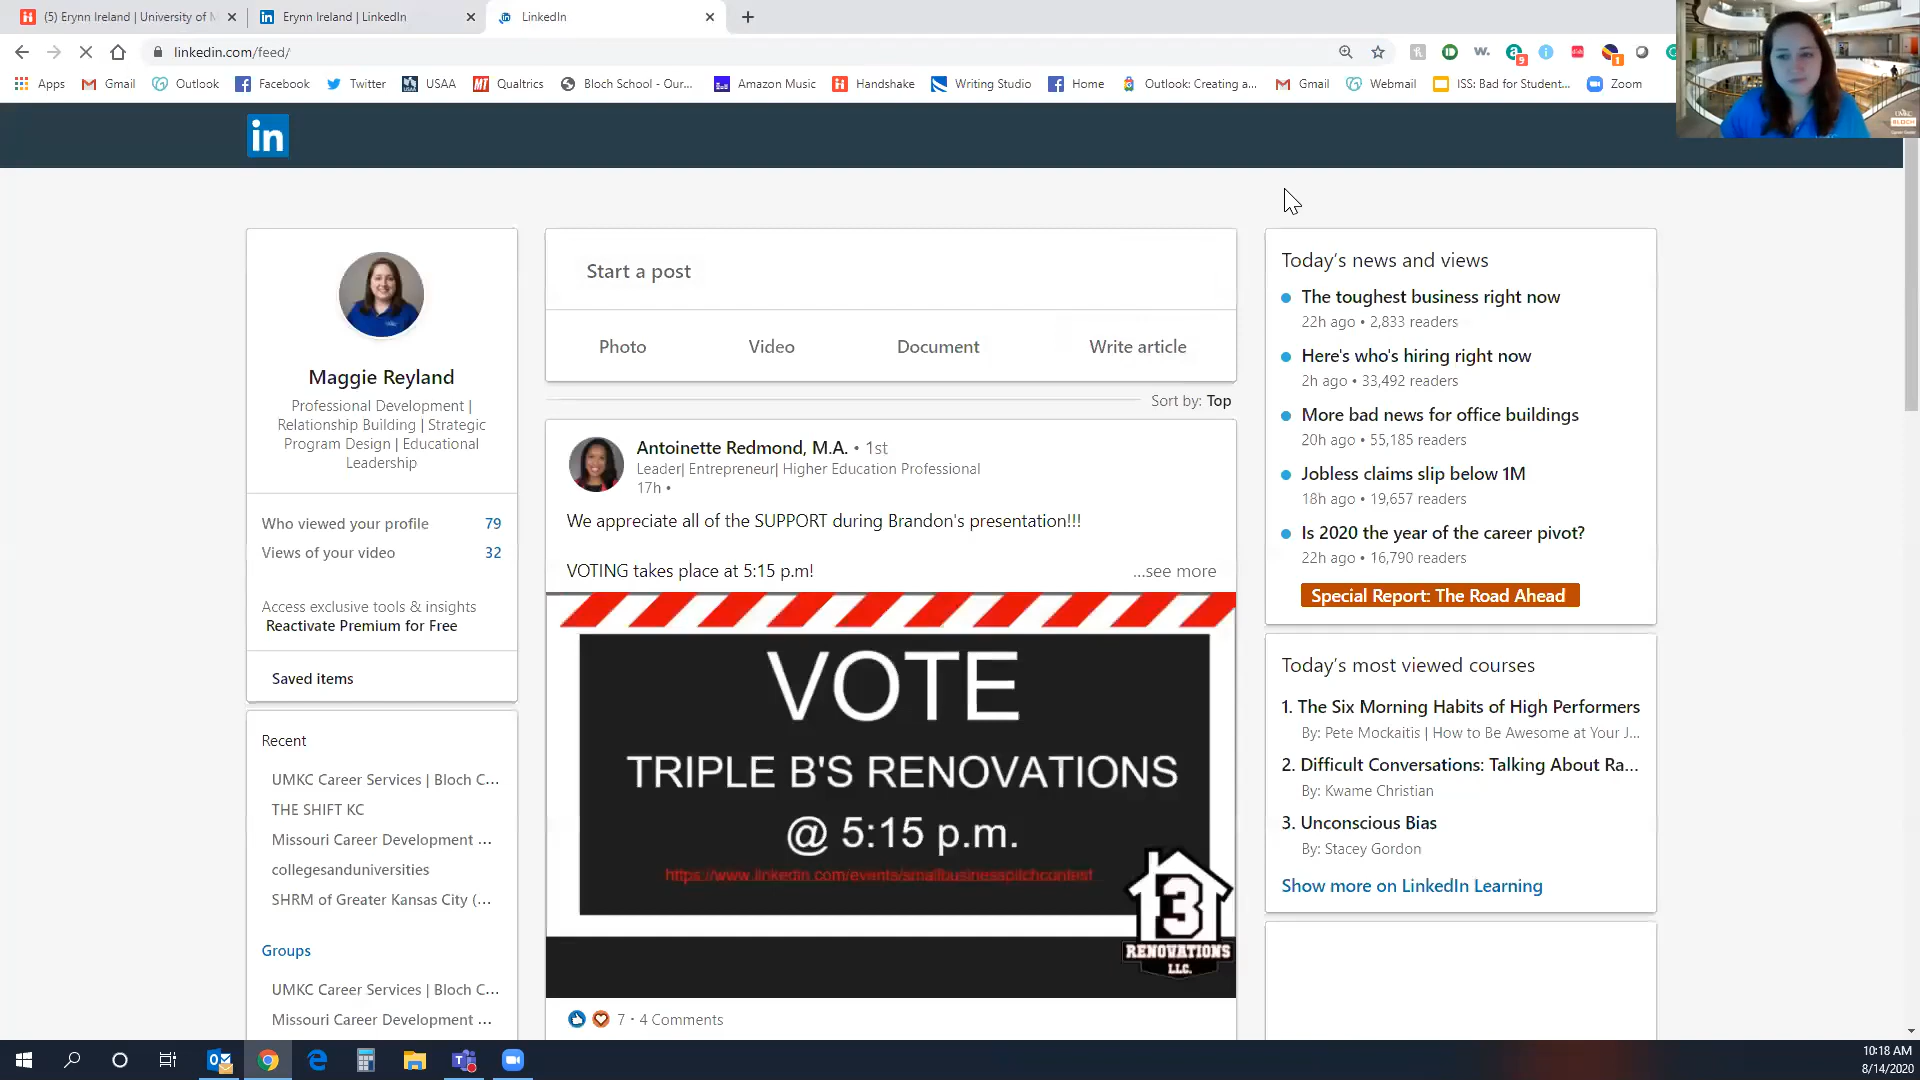 (5) Erynn Ireland | University of M
Erynn Ireland | LinkedIn
LinkedIn
linkedin.com/feed/
9
1
Apps
Gmail
Outlook
Facebook
Twitter
USAA
Qualtrics
Bloch School - Our...
Amazon Music
Handshake
Writing Studio
Home
Outlook: Creating a...
Gmail
Webmail
ISS: Bad for Student...
Zoom
UMKC
BLOCH
in
Maggie Reyland
Professional Development |
Relationship Building | Strategic
Program Design | Educational
Leadership
Who viewed your profile 79
Views of your video 32
Access exclusive tools & insights
Reactivate Premium for Free
Saved items
Recent
UMKC Career Services | Bloch C...
THE SHIFT KC
Missouri Career Development ...
collegesanduniversities
SHRM of Greater Kansas City (...
Groups
UMKC Career Services | Bloch C...
Missouri Career Development ...
Start a post
Photo
Video
Document
Write article
Sort by: Top
Antoinette Redmond, M.A. • 1st
Leader| Entrepreneur| Higher Education Professional
17h •
We appreciate all of the SUPPORT during Brandon's presentation!!!
VOTING takes place at 5:15 p.m!
...see more
VOTE
TRIPLE B'S RENOVATIONS
@ 5:15 p.m.
https://www.linkedin.com/events/smallbusinesspitchcontest
3
RENOVATIONS
LLC.
7 · 4 Comments
Today's news and views
The toughest business right now
22h ago • 2,833 readers
Here's who's hiring right now
2h ago • 33,492 readers
More bad news for office buildings
20h ago • 55,185 readers
Jobless claims slip below 1M
18h ago • 19,657 readers
Is 2020 the year of the career pivot?
22h ago • 16,790 readers
Special Report: The Road Ahead
Today's most viewed courses
1. The Six Morning Habits of High Performers
By: Pete Mockaitis | How to Be Awesome at Your J...
2. Difficult Conversations: Talking About Ra...
By: Kwame Christian
3. Unconscious Bias
By: Stacey Gordon
Show more on LinkedIn Learning
10:18 AM
8/14/2020